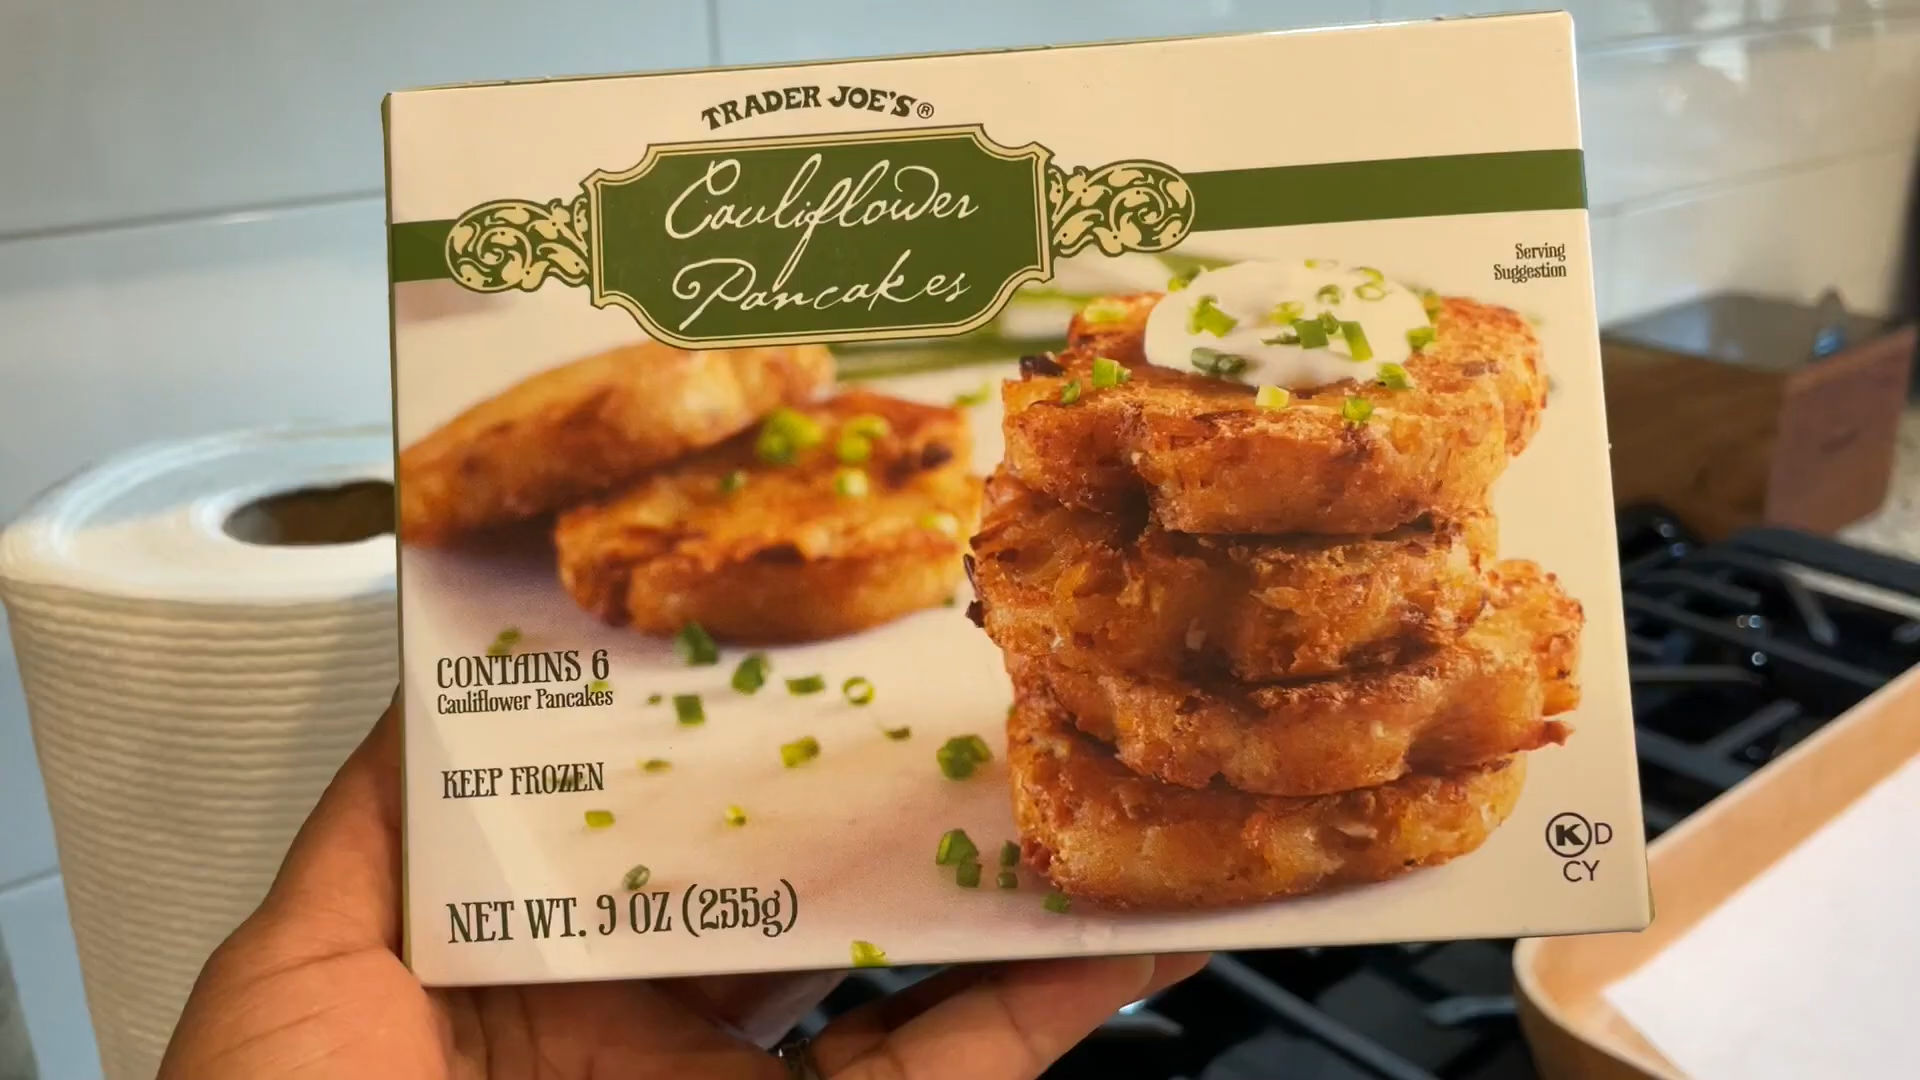 TRADER JOE'S®
Cauliflower
Pancakes
Serving
Suggestion
CONTAINS 6
Cauliflower Pancakes
KEEP FROZEN
NET WT. 9 OZ (255g)
K D
CY